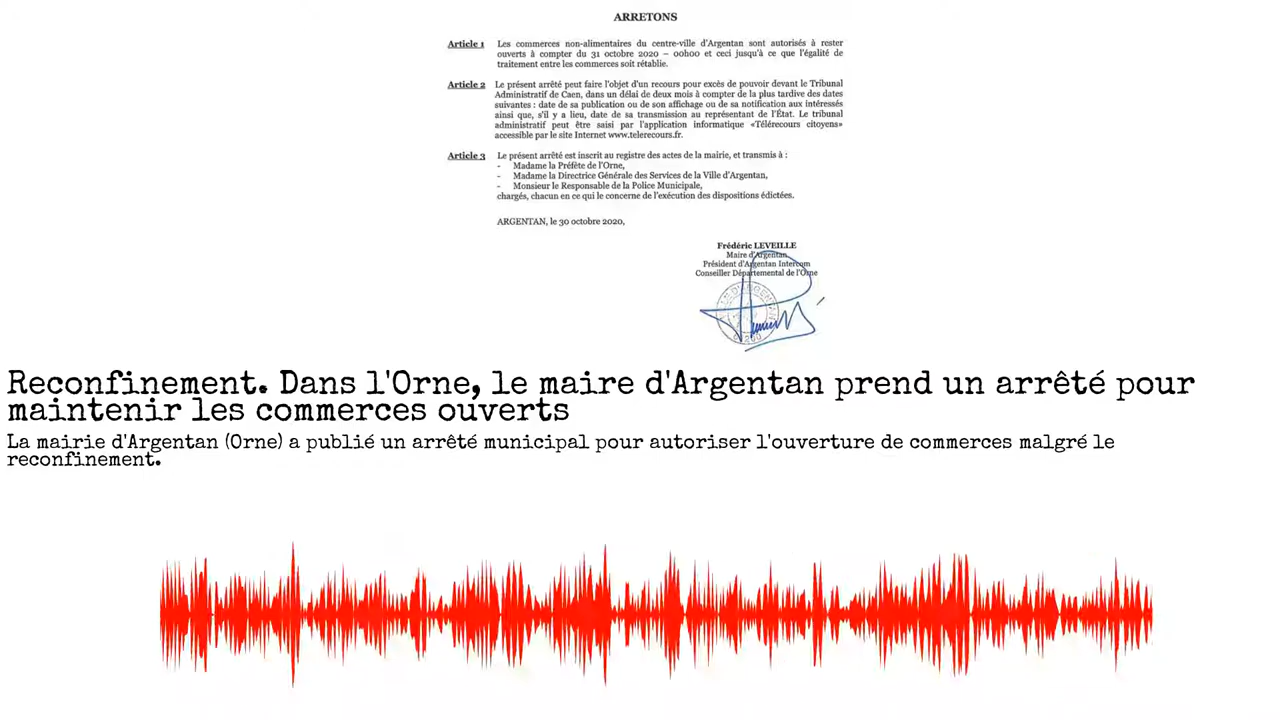 ARRETONS
Article 1 Les commerces non-alimentaires du centre-ville d'Argentan sont autorisés à rester
ouverts à compter du 31 octobre 2020 – 00h00 et ceci jusqu'à ce que l'égalité de
traitement entre les commerces soit rétablie.
Article 2 Le présent arrêté peut faire l'objet d'un recours pour excès de pouvoir devant le Tribunal
Administratif de Caen, dans un délai de deux mois à compter de la plus tardive des dates
suivantes : date de sa publication ou de son affichage ou de sa notification aux intéressés
ainsi que, s'il y a lieu, date de sa transmission au représentant de l'État. Le tribunal
administratif peut être saisi par l'application informatique «Télérecours citoyens»
accessible par le site Internet www.telerecours.fr.
Article 3 Le présent arrêté est inscrit au registre des actes de la mairie, et transmis à :
- Madame la Préfète de l'Orne,
- Madame la Directrice Générale des Services de la Ville d'Argentan,
- Monsieur le Responsable de la Police Municipale,
chargés, chacun en ce qui le concerne de l'exécution des dispositions édictées.
ARGENTAN, le 30 octobre 2020,
Frédéric LEVEILLE
Maire d'Argentan
Président d'Argentan Intercom
Conseiller Départemental de l'Orne
Reconfinement. Dans l'Orne, le maire d'Argentan prend un arrêté pour
maintenir les commerces ouverts
La mairie d'Argentan (Orne) a publié un arrêté municipal pour autoriser l'ouverture de commerces malgré le
reconfinement.